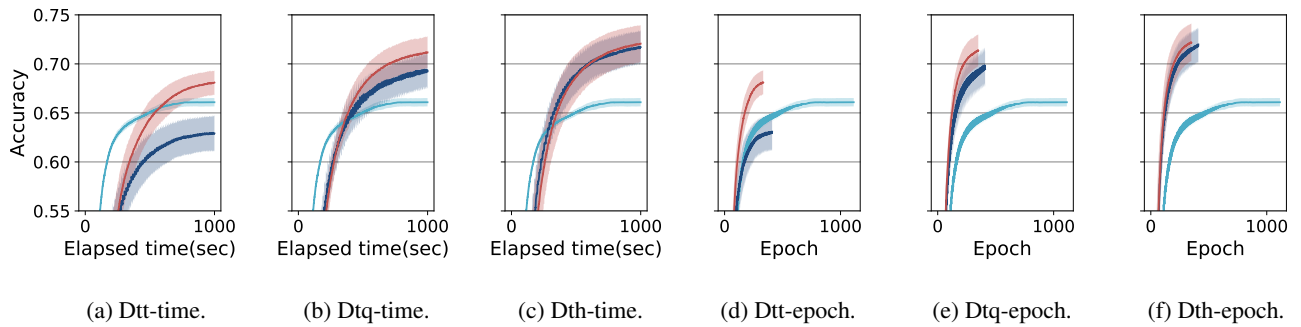 Accuracy
0.75
0.70
0.65
0.60
0.55
0 1000
Elapsed time(sec)
0 1000
Elapsed time(sec)
0 1000
Elapsed time(sec)
0 1000
Epoch
0 1000
Epoch
0 1000
Epoch
(a) Dtt-time. (b) Dtq-time. (c) Dth-time. (d) Dtt-epoch. (e) Dtq-epoch. (f) Dth-epoch.